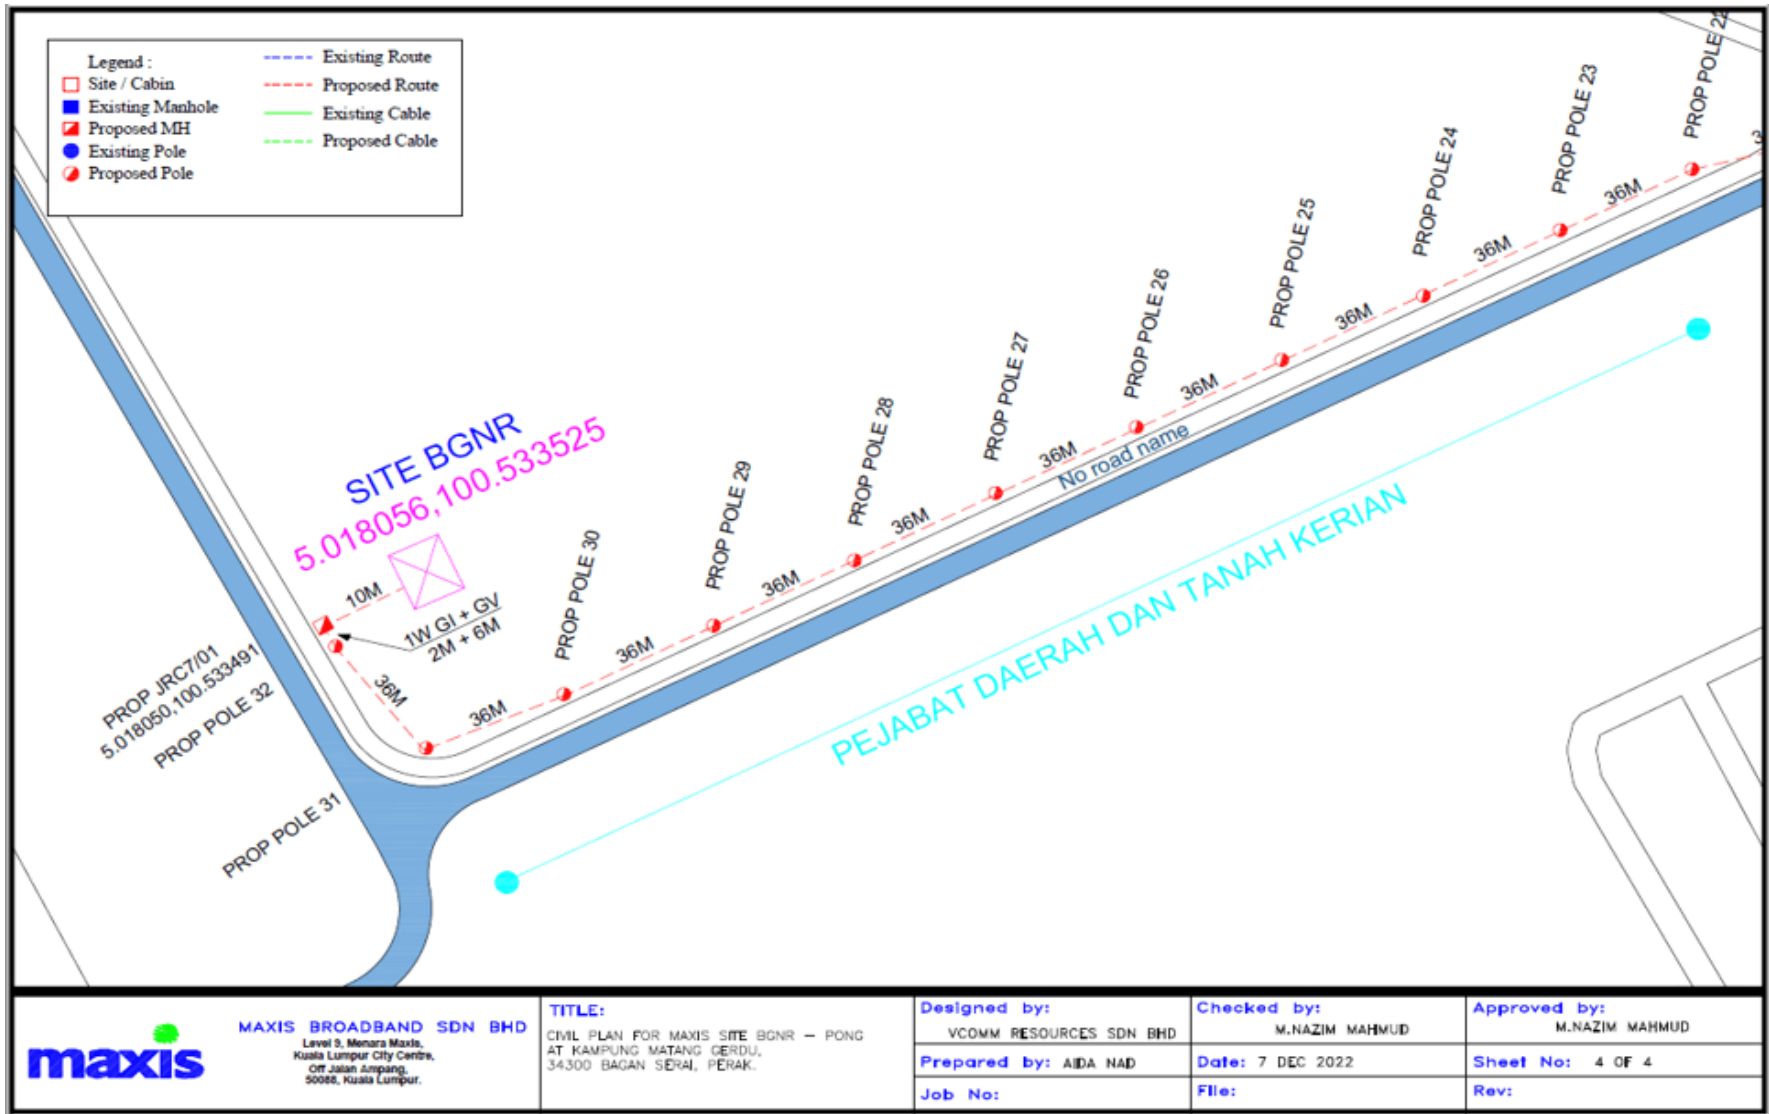 Legend :
Site / Cabin
Existing Manhole
Proposed MH
Existing Pole
Proposed Pole
Existing Route
Proposed Route
Existing Cable
Proposed Cable
PROP POLE 22
PROP POLE 23
PROP POLE 24
PROP POLE 25
PROP POLE 26
PROP POLE 27
PROP POLE 28
PROP POLE 29
PROP POLE 30
36M
36M
36M
36M
36M
36M
36M
36M
36M
36M
No road name
SITE BGNR
5.018056,100.533525
10M
1W GI + GV
2M + 6M
PROP JRC7/01
5.018050,100.533491
PROP POLE 32
36M
PROP POLE 31
PEJABAT DAERAH DAN TANAH KERIAN
maxis
MAXIS BROADBAND SDN BHD
Level 9, Menara Maxis,
Kuala Lumpur City Centre,
Off Jalan Ampang,
50088, Kuala Lumpur.
TITLE:
CIVIL PLAN FOR MAXIS SITE BGNR – PONG
AT KAMPUNG MATANG GERDU,
34300 BAGAN SERAI, PERAK.
Designed by:
VCOMM RESOURCES SDN BHD
Prepared by: AIDA NAD
Job No:
Checked by:
M.NAZIM MAHMUD
Date: 7 DEC 2022
File:
Approved by:
M.NAZIM MAHMUD
Sheet No: 4 OF 4
Rev: